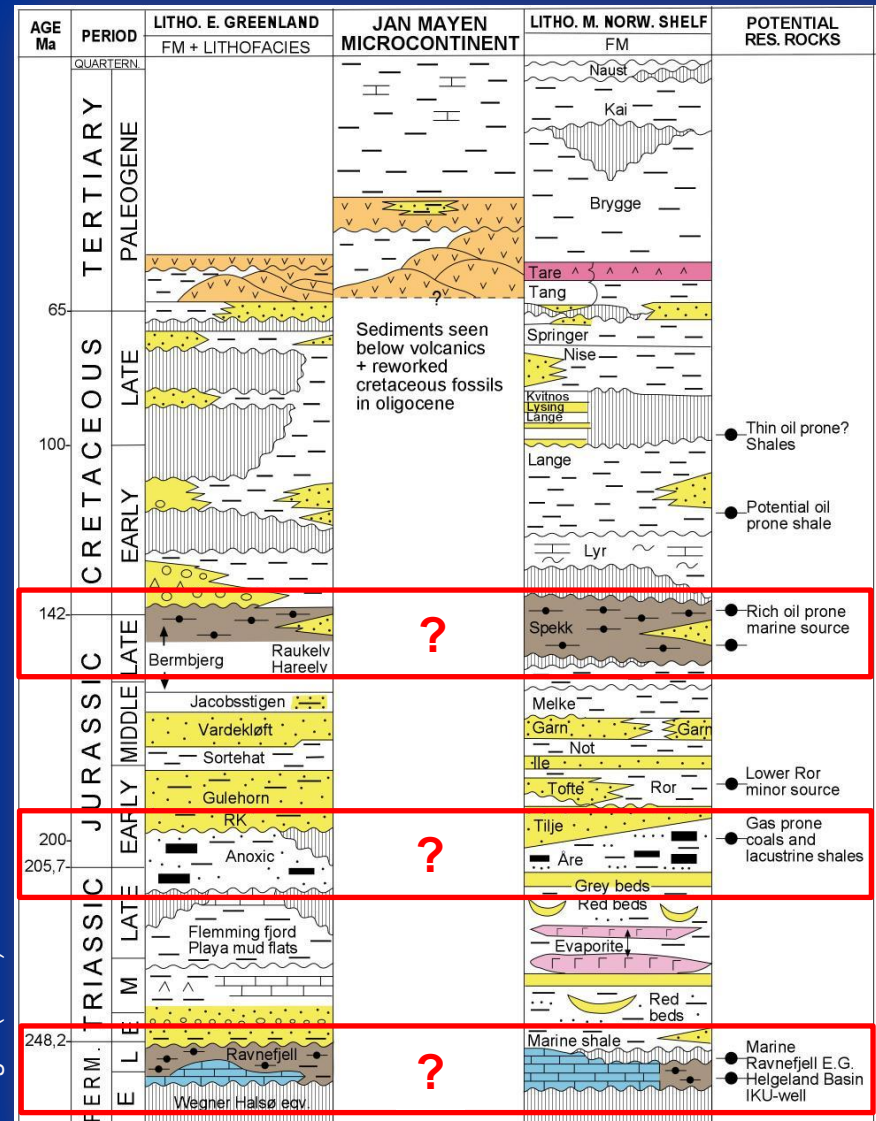 AGE
Ma
PERIOD
LITHO. E. GREENLAND
FM + LITHOFACIES
JAN MAYEN
MICROCONTINENT
LITHO. M. NORW. SHELF
FM
POTENTIAL
RES. ROCKS
QUARTERN.
TERTIARY
PALEOGENE
65
CRETACEOUS
LATE
100
EARLY
142
JURASSIC
LATE
MIDDLE
EARLY
200
205,7
TRIASSIC
LATE
M
E
248,2
PERM.
L
E
Bermbjerg
Raukelv
Hareelv
Jacobsstigen
Vardekløft
Sortehat
Gulehorn
RK
Anoxic
Flemming fjord
Playa mud flats
Ravnefjell
Wegner Halsø eqv.
?
Sediments seen
below volcanics
+ reworked
cretaceous fossils
in oligocene
?
?
?
Naust
Kai
Brygge
Tare
Tang
Springer
Nise
Kvitnos
Lysing
Lange
Lange
Lyr
Spekk
Melke
Garn
Garn
Not
Ile
Tofte
Ror
Tilje
Åre
Grey beds
Red beds
Evaporite
Red
beds
Marine shale
Thin oil prone?
Shales
Potential oil
prone shale
Rich oil prone
marine source
Lower Ror
minor source
Gas prone
coals and
lacustrine shales
Marine
Ravnefjell E.G.
Helgeland Basin
IKU-well